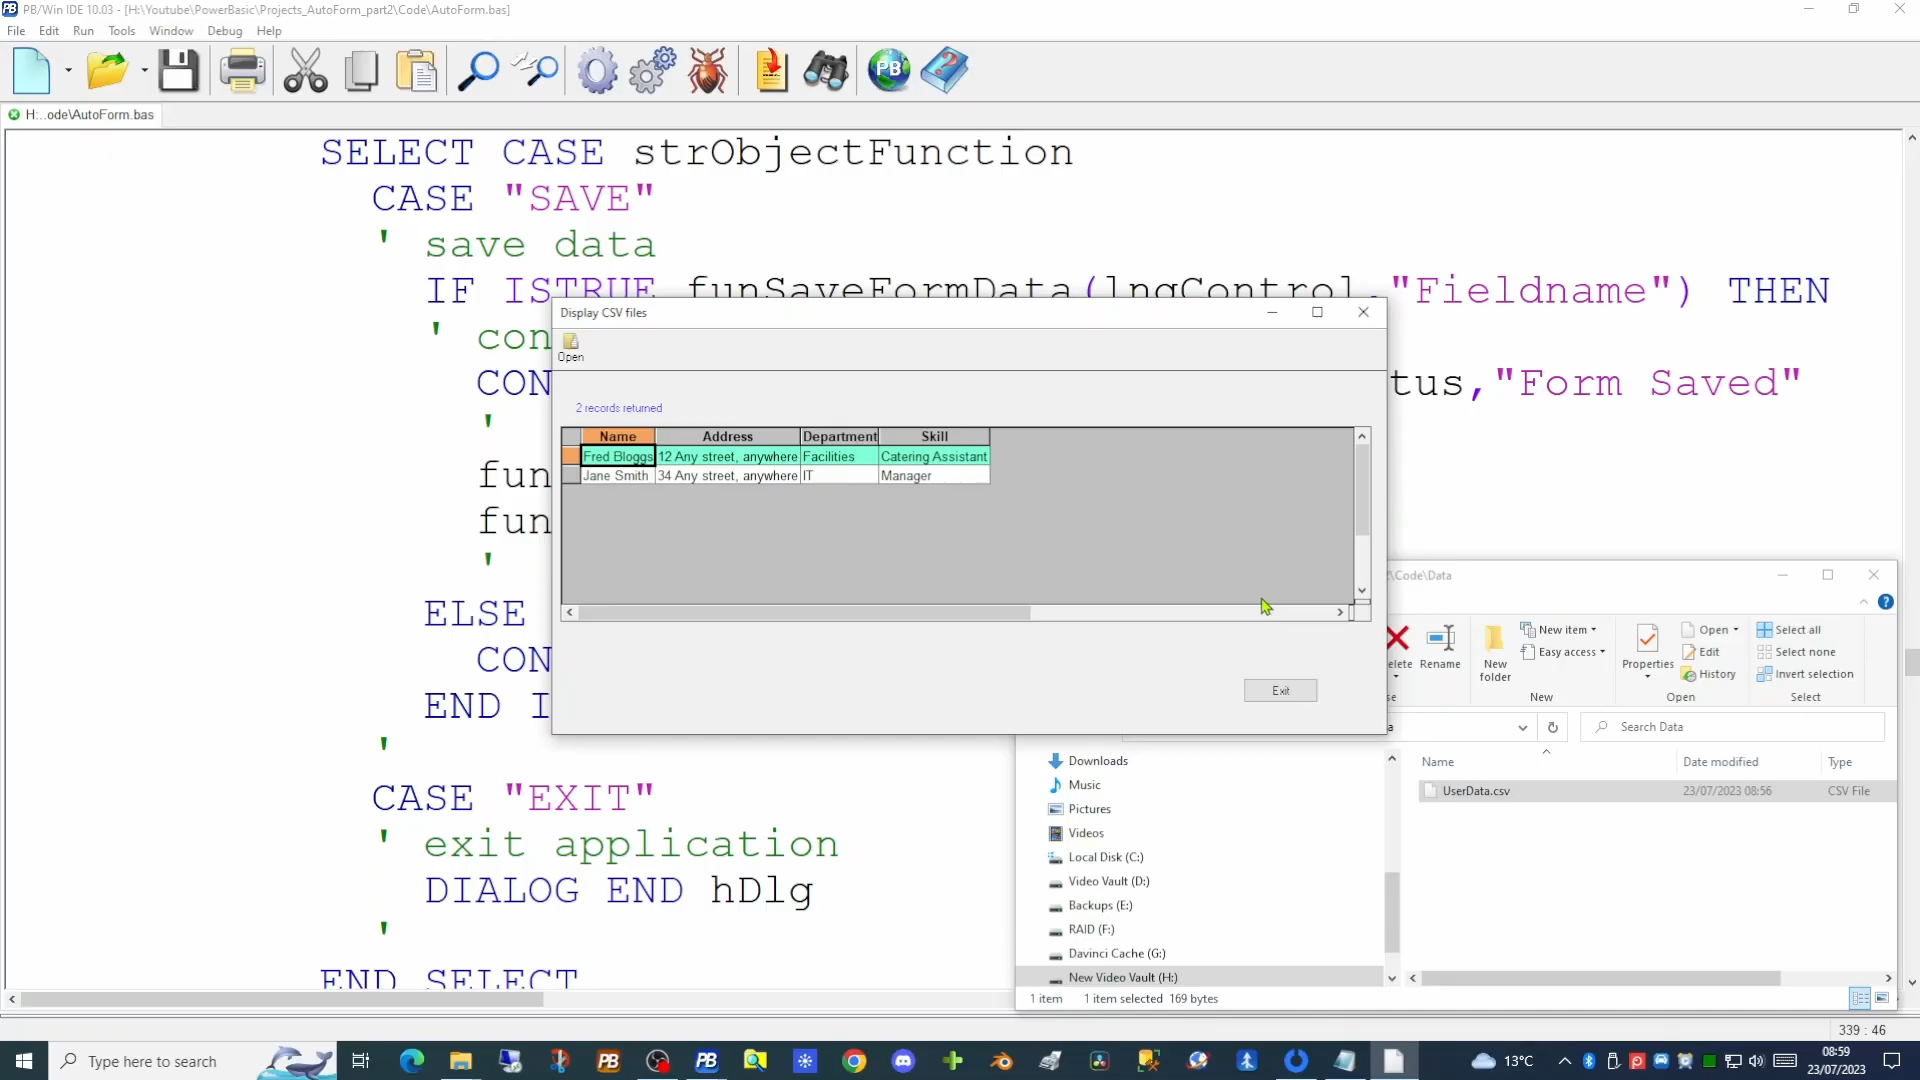 PB/Win IDE 10.03 - [H:\Youtube\PowerBasic\Projects_AutoForm_part2\Code\AutoForm.bas]
File Edit Run Tools Window Debug Help
H:..ode\AutoForm.bas
SELECT CASE strObjectFunction
CASE "SAVE"
' save data
IF ISTRUE funSaveFormData(lngControl,"Fieldname") THEN
' con
CON
tus,"Form Saved"
'
fun
fun
'
ELSE
CON
END I
'
CASE "EXIT"
' exit application
DIALOG END hDlg
'
END SELECT
Display CSV files
Open
2 records returned
Name Address Department Skill
Fred Bloggs 12 Any street, anywhere Facilities Catering Assistant
Jane Smith 34 Any street, anywhere IT Manager
Exit
\Code\Data
elete
Rename
New folder
New item
Easy access
New
Properties
Open
Edit
History
Open
Select all
Select none
Invert selection
Select
Search Data
Downloads
Music
Pictures
Videos
Local Disk (C:)
Video Vault (D:)
Backups (E:)
RAID (F:)
Davinci Cache (G:)
New Video Vault (H:)
Name Date modified Type
UserData.csv 23/07/2023 08:56 CSV File
1 item 1 item selected 169 bytes
339 : 46
Type here to search
13°C
08:59
23/07/2023